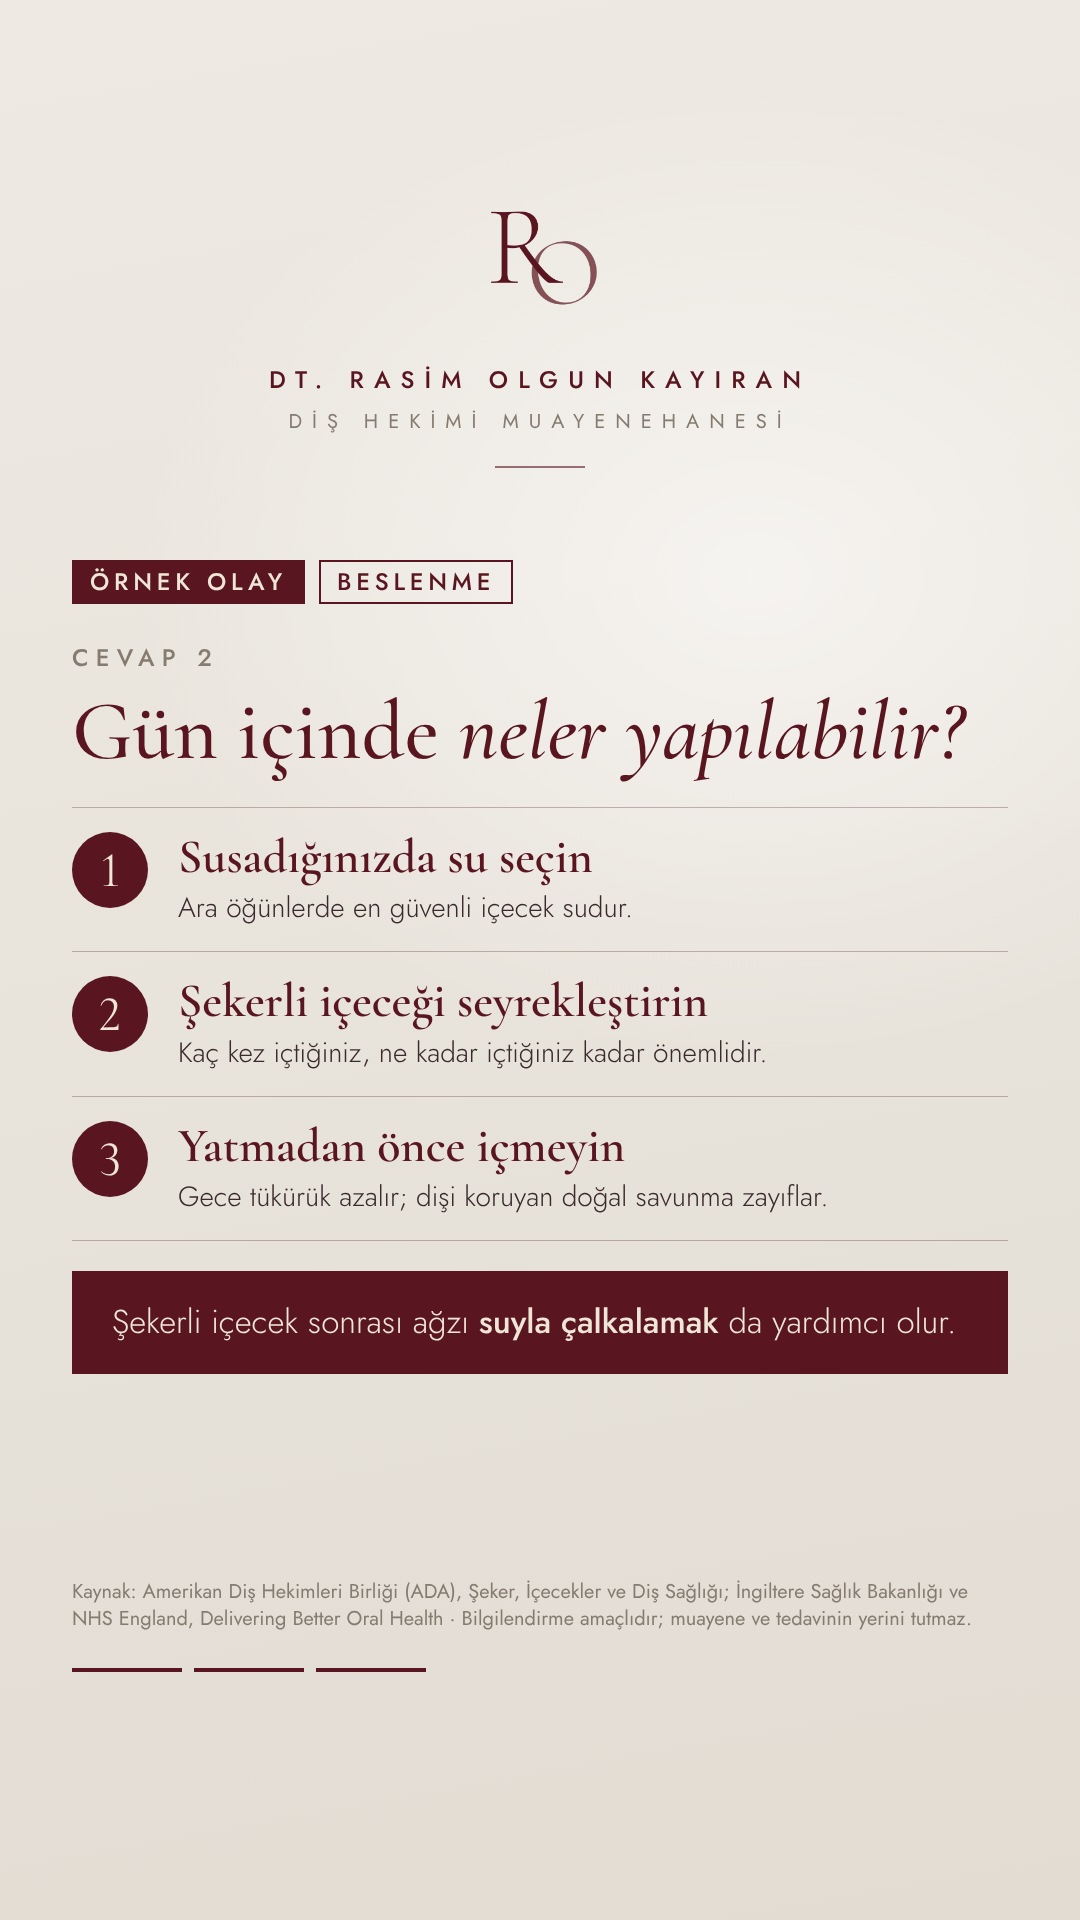 RO
DT. RASİM OLGUN KAYIRAN
DİŞ HEKİMİ MUAYENEHANESİ
ÖRNEK OLAY
BESLENME
CEVAP 2
Gün içinde neler yapılabilir?
1
Susadığınızda su seçin
Ara öğünlerde en güvenli içecek sudur.
2
Şekerli içeceği seyrekleştirin
Kaç kez içtiğiniz, ne kadar içtiğiniz kadar önemlidir.
3
Yatmadan önce içmeyin
Gece tükürük azalır; dişi koruyan doğal savunma zayıflar.
Şekerli içecek sonrası ağzı suyla çalkalamak da yardımcı olur.
Kaynak: Amerikan Diş Hekimleri Birliği (ADA), Şeker, İçecekler ve Diş Sağlığı; İngiltere Sağlık Bakanlığı ve
NHS England, Delivering Better Oral Health · Bilgilendirme amaçlıdır; muayene ve tedavinin yerini tutmaz.